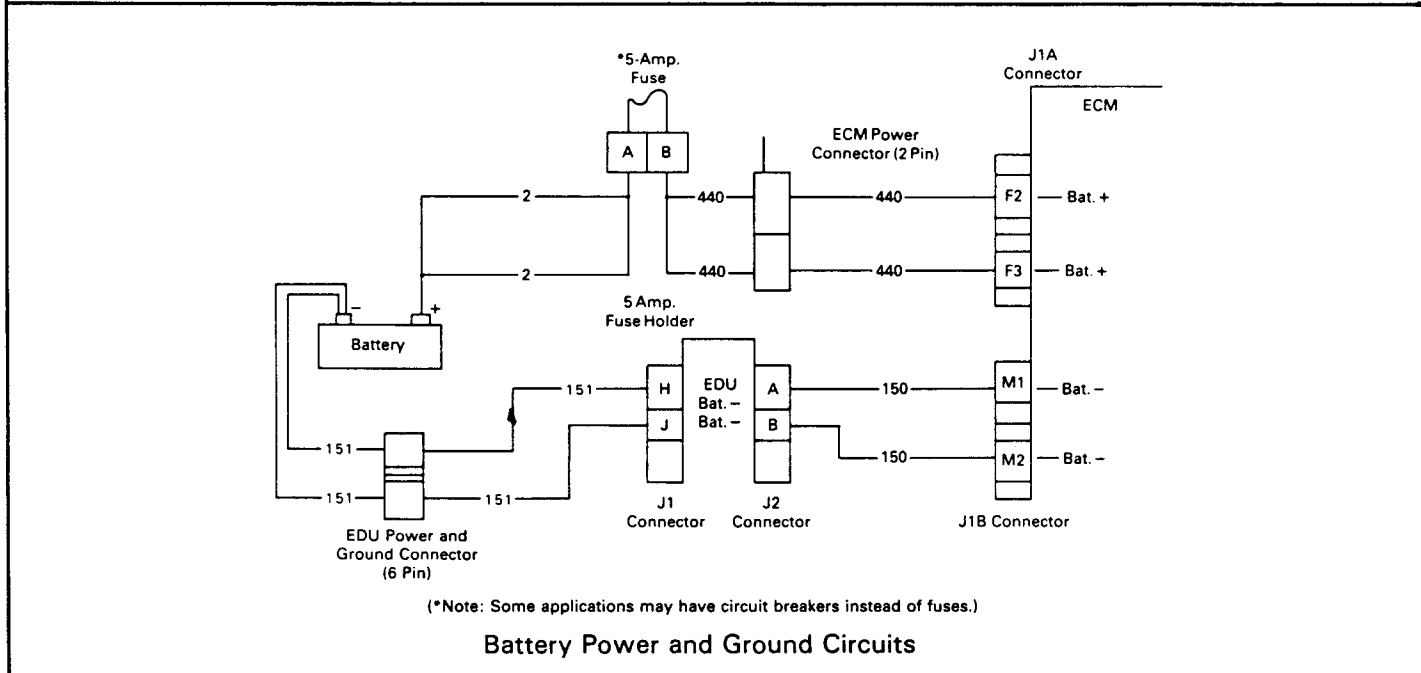 *5-Amp.
Fuse
J1A
Connector
ECM
A B
ECM Power
Connector (2 Pin)
2 440 440 F2 Bat. +
2 440 440 F3 Bat. +
5 Amp.
Fuse Holder
− +
Battery
151 H EDU A 150 M1 Bat. −
Bat. −
J Bat. − B
151 150 M2 Bat. −
151 151
J1
Connector
J2
Connector
J1B Connector
EDU Power and
Ground Connector
(6 Pin)
(*Note: Some applications may have circuit breakers instead of fuses.)
Battery Power and Ground Circuits